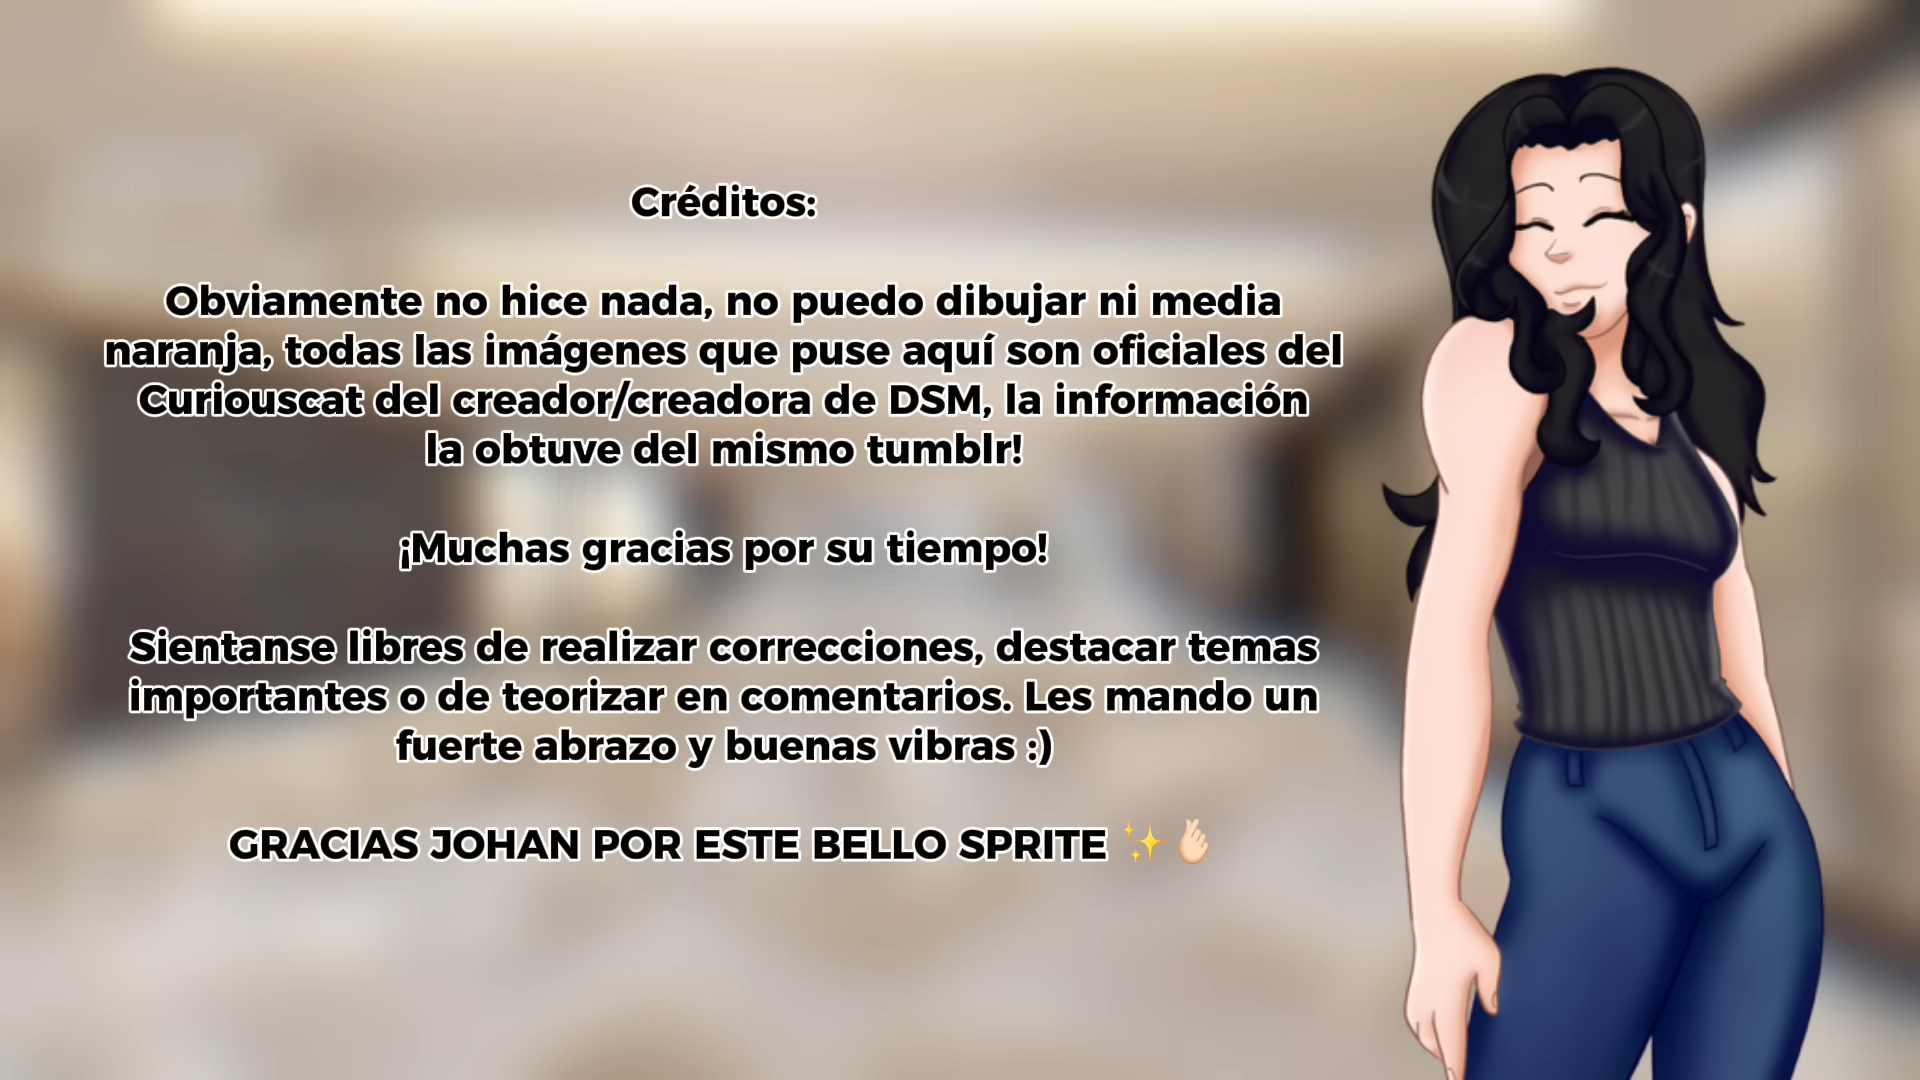 Créditos:
Obviamente no hice nada, no puedo dibujar ni media
naranja, todas las imágenes que puse aquí son oficiales del
Curiouscat del creador/creadora de DSM, la información
la obtuve del mismo tumblr!
¡Muchas gracias por su tiempo!
Sientanse libres de realizar correcciones, destacar temas
importantes o de teorizar en comentarios. Les mando un
fuerte abrazo y buenas vibras :)
GRACIAS JOHAN POR ESTE BELLO SPRITE ✨🫰🏻